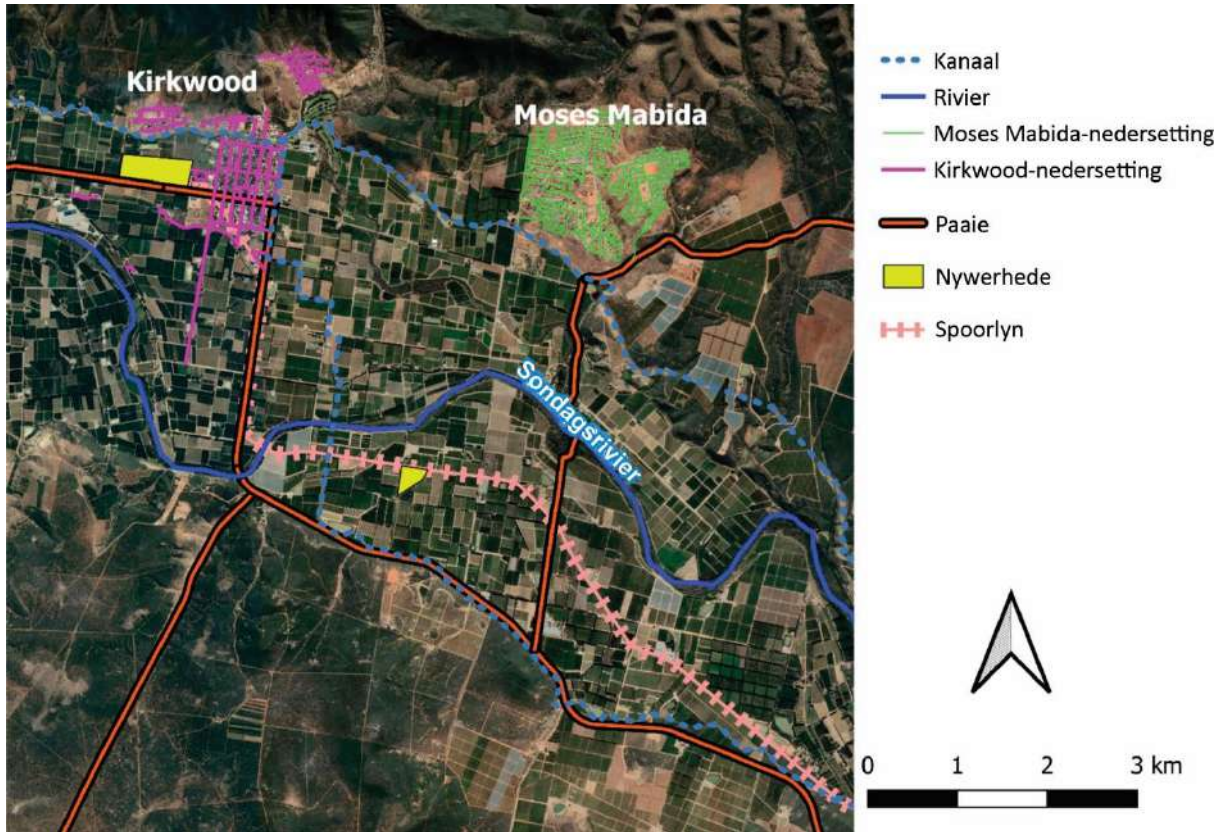 Kirkwood
Moses Mabida
Sondagsrivier
Kanaal
Rivier
Moses Mabida-nedersetting
Kirkwood-nedersetting
Paaie
Nywerhede
Spoorlyn
0 1 2 3 km